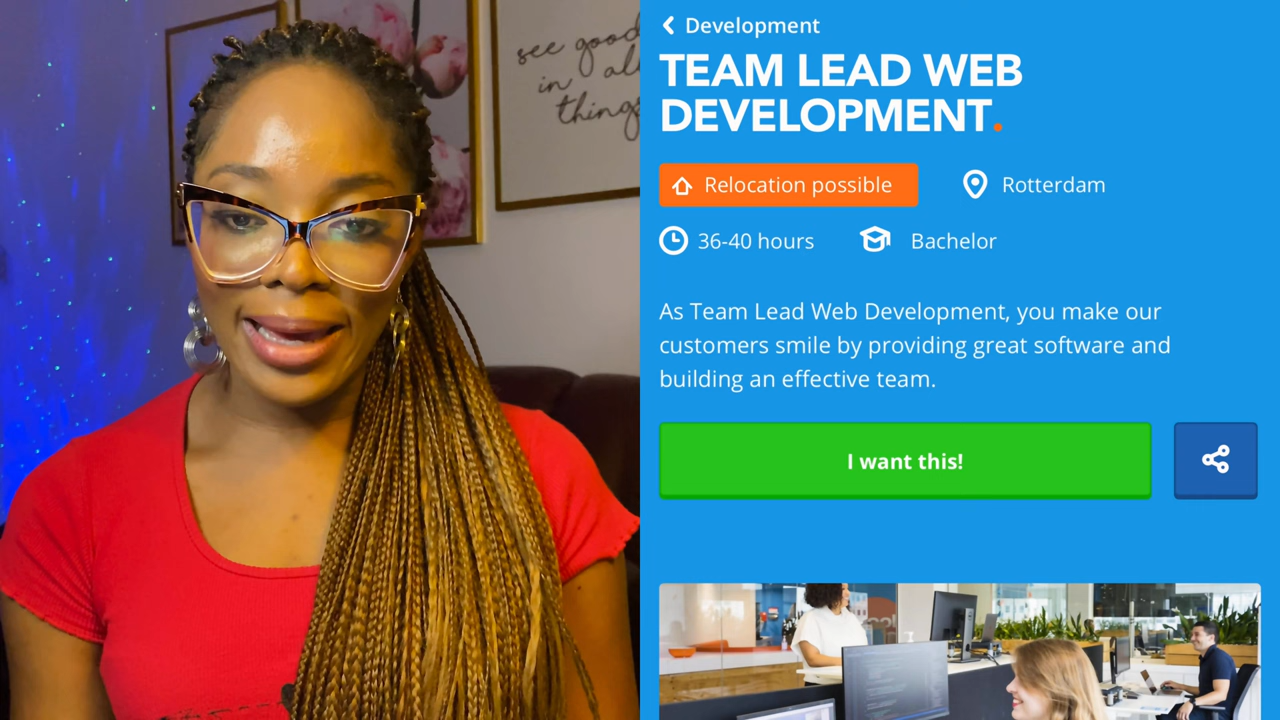 see good
in all
things
Development
TEAM LEAD WEB
DEVELOPMENT.
Relocation possible
Rotterdam
36-40 hours
Bachelor
As Team Lead Web Development, you make our
customers smile by providing great software and
building an effective team.
I want this!